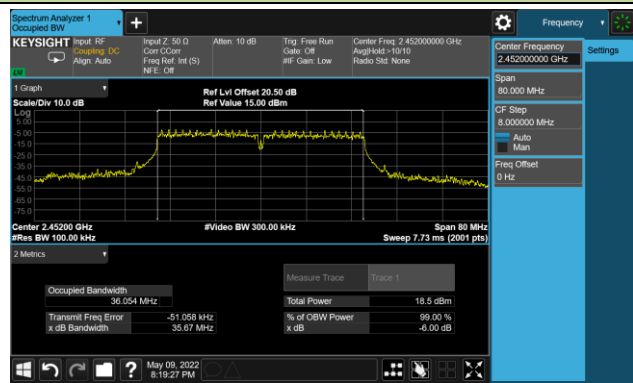 Spectrum Analyzer 1
Occupied BW
Frequency
KEYSIGHT
Input: RF
Coupling: DC
Align: Auto
Input Z: 50 Ω
Corr CCorr
Freq Ref: Int (S)
NFE: Off
Atten: 10 dB
Trig: Free Run
Gate: Off
#IF Gain: Low
Center Freq: 2.452000000 GHz
Avg|Hold:>10/10
Radio Std: None
Center Frequency
2.452000000 GHz
Settings
Span
80.000 MHz
CF Step
8.000000 MHz
Auto
Man
Freq Offset
0 Hz
1 Graph
Scale/Div 10.0 dB
Ref Lvl Offset 20.50 dB
Ref Value 15.00 dBm
Log
5.00
-5.00
-15.0
-25.0
-35.0
-45.0
-55.0
-65.0
-75.0
Center 2.45200 GHz
#Res BW 100.00 kHz
#Video BW 300.00 kHz
Span 80 MHz
Sweep 7.73 ms (2001 pts)
2 Metrics
Measure Trace
Trace 1
Occupied Bandwidth
36.054 MHz
Total Power
18.5 dBm
Transmit Freq Error
-51.058 kHz
% of OBW Power
99.00 %
x dB Bandwidth
35.67 MHz
x dB
-6.00 dB
?
May 09, 2022
8:19:27 PM